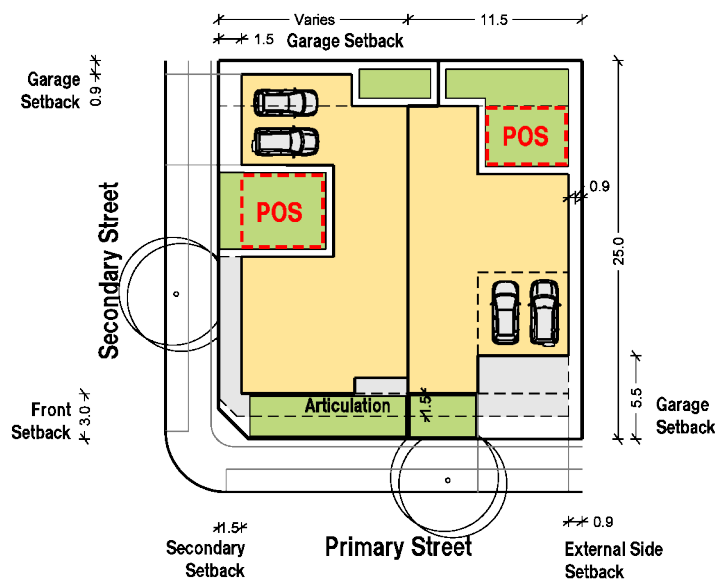 Varies
11.5
1.5 Garage Setback
Garage
Setback
0.9
POS
POS
0.9
25.0
Secondary Street
Front
Setback
3.0
Articulation
1.5
5.5
Garage
Setback
1.5
Secondary
Setback
Primary Street
0.9
External Side
Setback